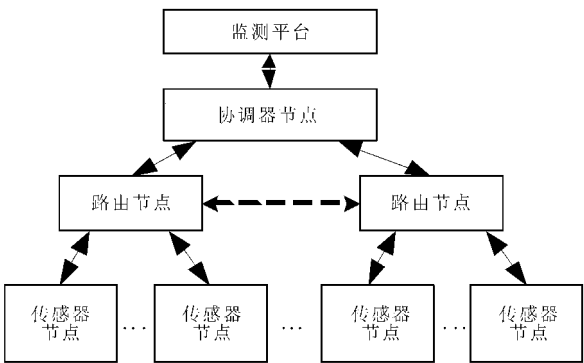 监测平台
协调器节点
路由节点
路由节点
传感器
节点
...
传感器
节点
...
传感器
节点
...
传感器
节点